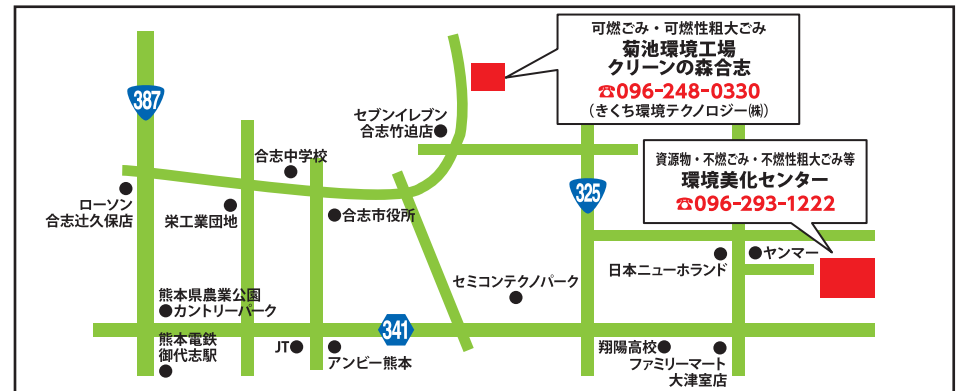 可燃ごみ・可燃性粗大ごみ
菊池環境工場
クリーンの森合志
☎096-248-0330
（きくち環境テクノロジー㈱）
387
セブンイレブン
合志竹迫店
合志中学校
資源物・不燃ごみ・不燃性粗大ごみ等
環境美化センター
☎096-293-1222
325
ローソン
合志辻久保店
栄工業団地
合志市役所
ヤンマー
日本ニューホランド
セミコンテクノパーク
熊本県農業公園
カントリーパーク
341
熊本電鉄
御代志駅
JT
アンビー熊本
翔陽高校
ファミリーマート
大津室店